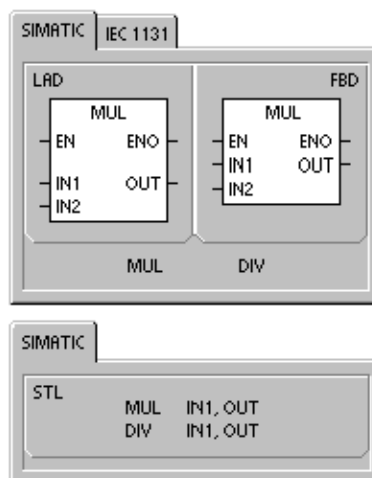 SIMATIC IEC 1131
LAD FBD
MUL MUL
EN ENO EN ENO
IN1 OUT IN1 OUT
IN2 IN2
MUL DIV
SIMATIC
STL
MUL IN1, OUT
DIV IN1, OUT